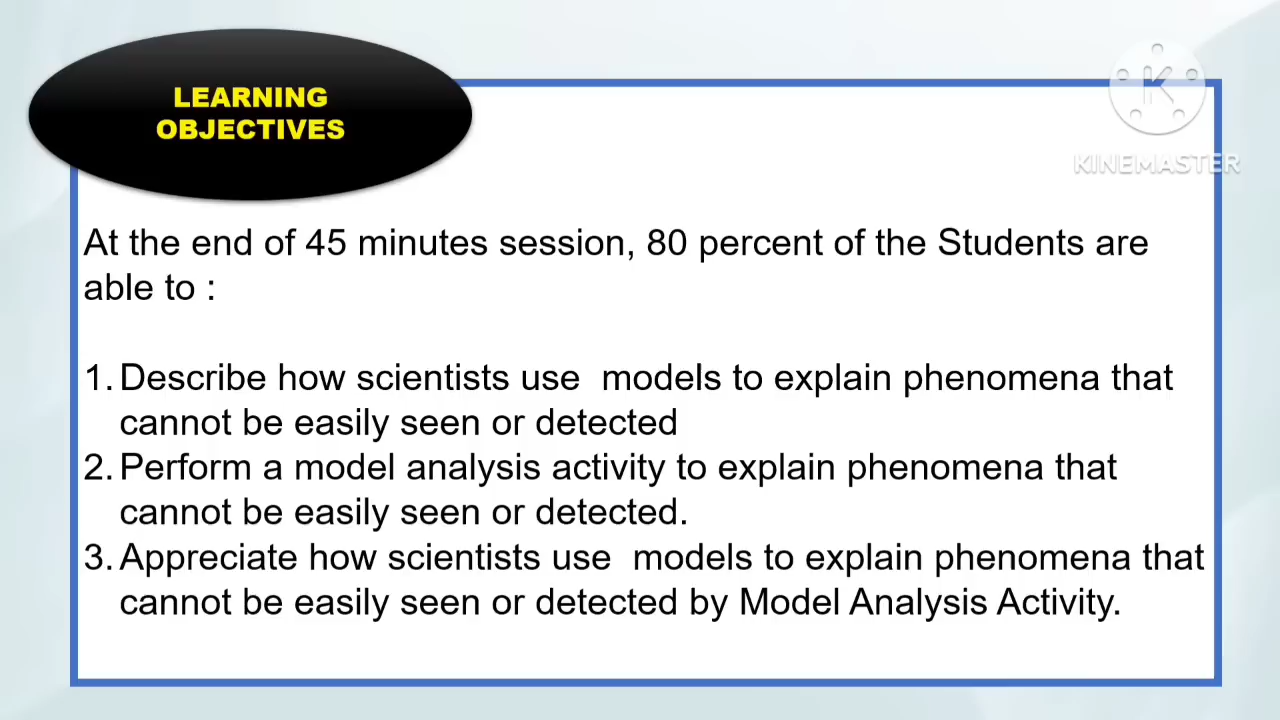 LEARNING
OBJECTIVES
K
KINEMASTER
At the end of 45 minutes session, 80 percent of the Students are
able to :
1. Describe how scientists use  models to explain phenomena that
cannot be easily seen or detected
2. Perform a model analysis activity to explain phenomena that
cannot be easily seen or detected.
3. Appreciate how scientists use  models to explain phenomena that
cannot be easily seen or detected by Model Analysis Activity.